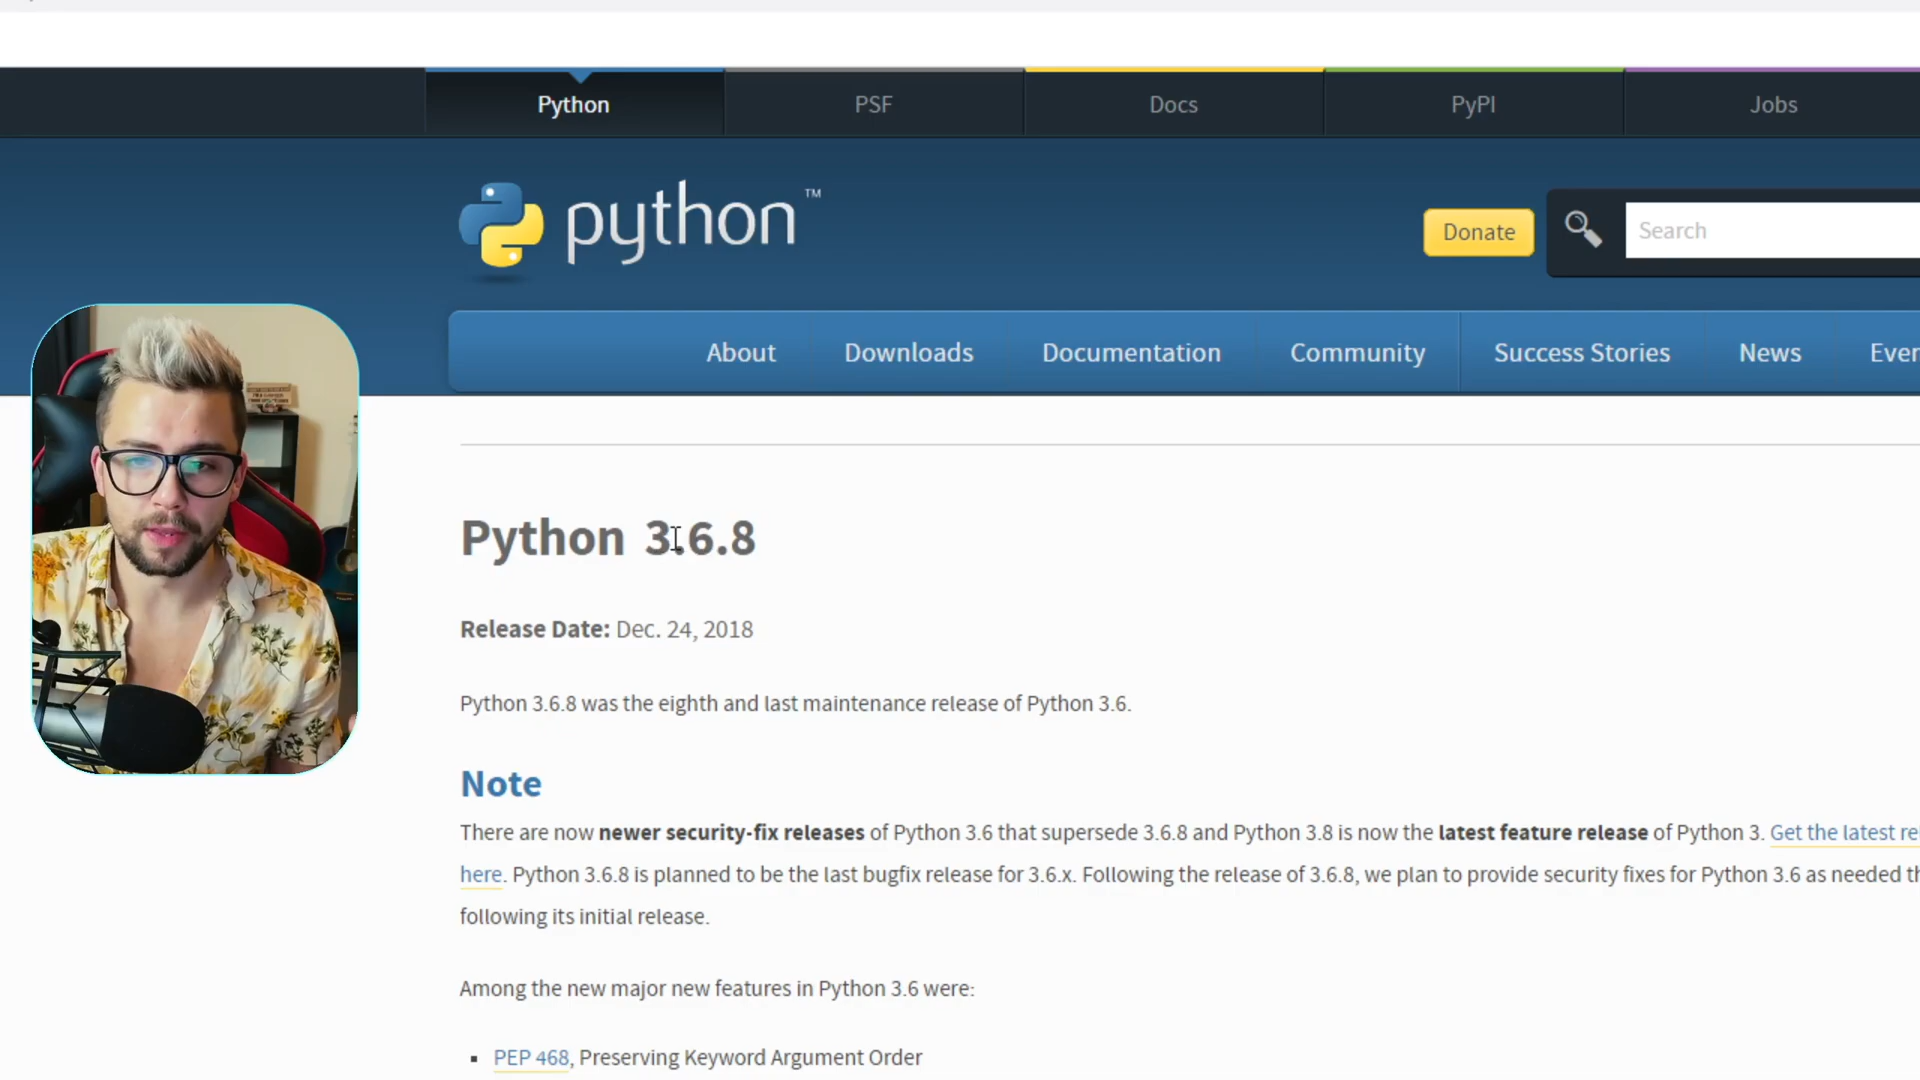 Python
PSF
Docs
PyPI
Jobs
python™
Donate
Search
About
Downloads
Documentation
Community
Success Stories
News
Even
Python 3.6.8
Release Date: Dec. 24, 2018
Python 3.6.8 was the eighth and last maintenance release of Python 3.6.
Note
There are now newer security-fix releases of Python 3.6 that supersede 3.6.8 and Python 3.8 is now the latest feature release of Python 3. Get the latest re
here. Python 3.6.8 is planned to be the last bugfix release for 3.6.x. Following the release of 3.6.8, we plan to provide security fixes for Python 3.6 as needed th
following its initial release.
Among the new major new features in Python 3.6 were:
PEP 468, Preserving Keyword Argument Order